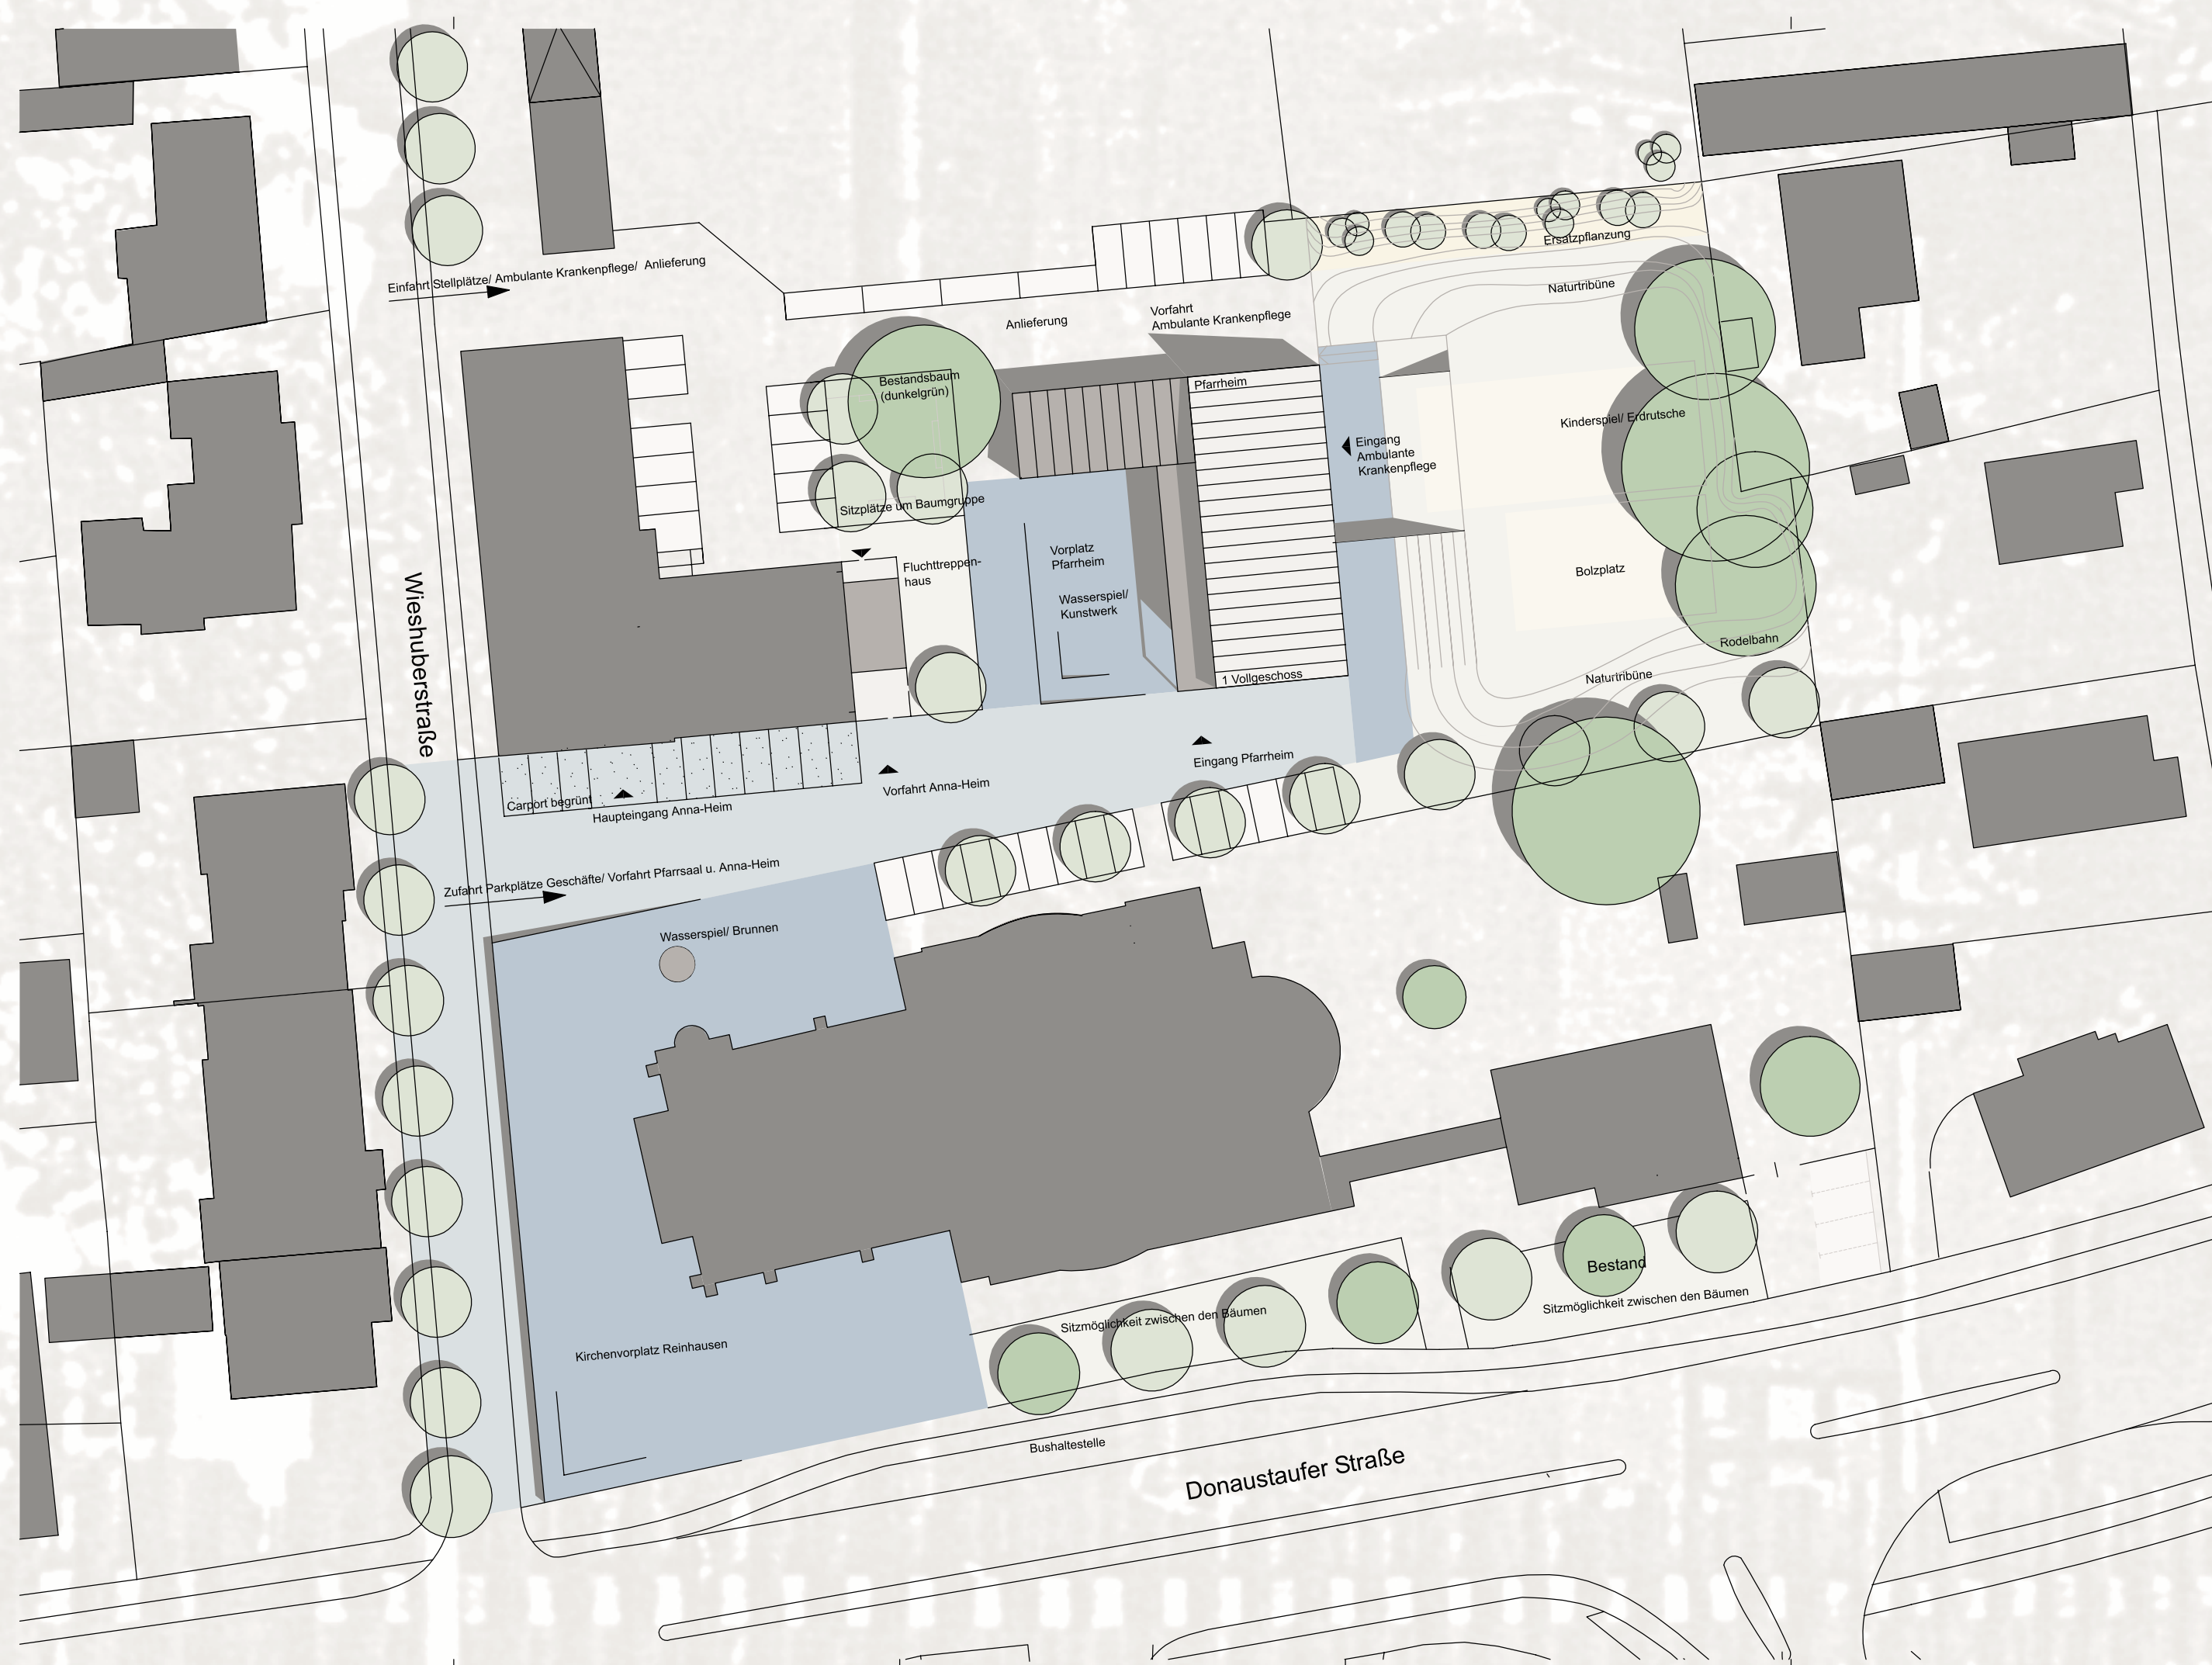 Einfahrt Stellplätze/ Ambulante Krankenpflege/ Anlieferung
Anlieferung
Vorfahrt
Ambulante Krankenpflege
Ersatzpflanzung
Naturtribüne
Bestandsbaum
(dunkelgrün)
Pfarrheim
Kinderspiel/ Erdrutsche
Eingang
Ambulante
Krankenpflege
Sitzplätze um Baumgruppe
Vorplatz
Pfarrheim
Fluchttreppen-
haus
Wasserspiel/
Kunstwerk
Bolzplatz
Rodelbahn
1 Vollgeschoss
Naturtribüne
Wieshuberstraße
Eingang Pfarrheim
Vorfahrt Anna-Heim
Carport begrünt
Haupteingang Anna-Heim
Zufahrt Parkplätze Geschäfte/ Vorfahrt Pfarrsaal u. Anna-Heim
Wasserspiel/ Brunnen
Bestand
Sitzmöglichkeit zwischen den Bäumen
Sitzmöglichkeit zwischen den Bäumen
Kirchenvorplatz Reinhausen
Bushaltestelle
Donaustaufer Straße